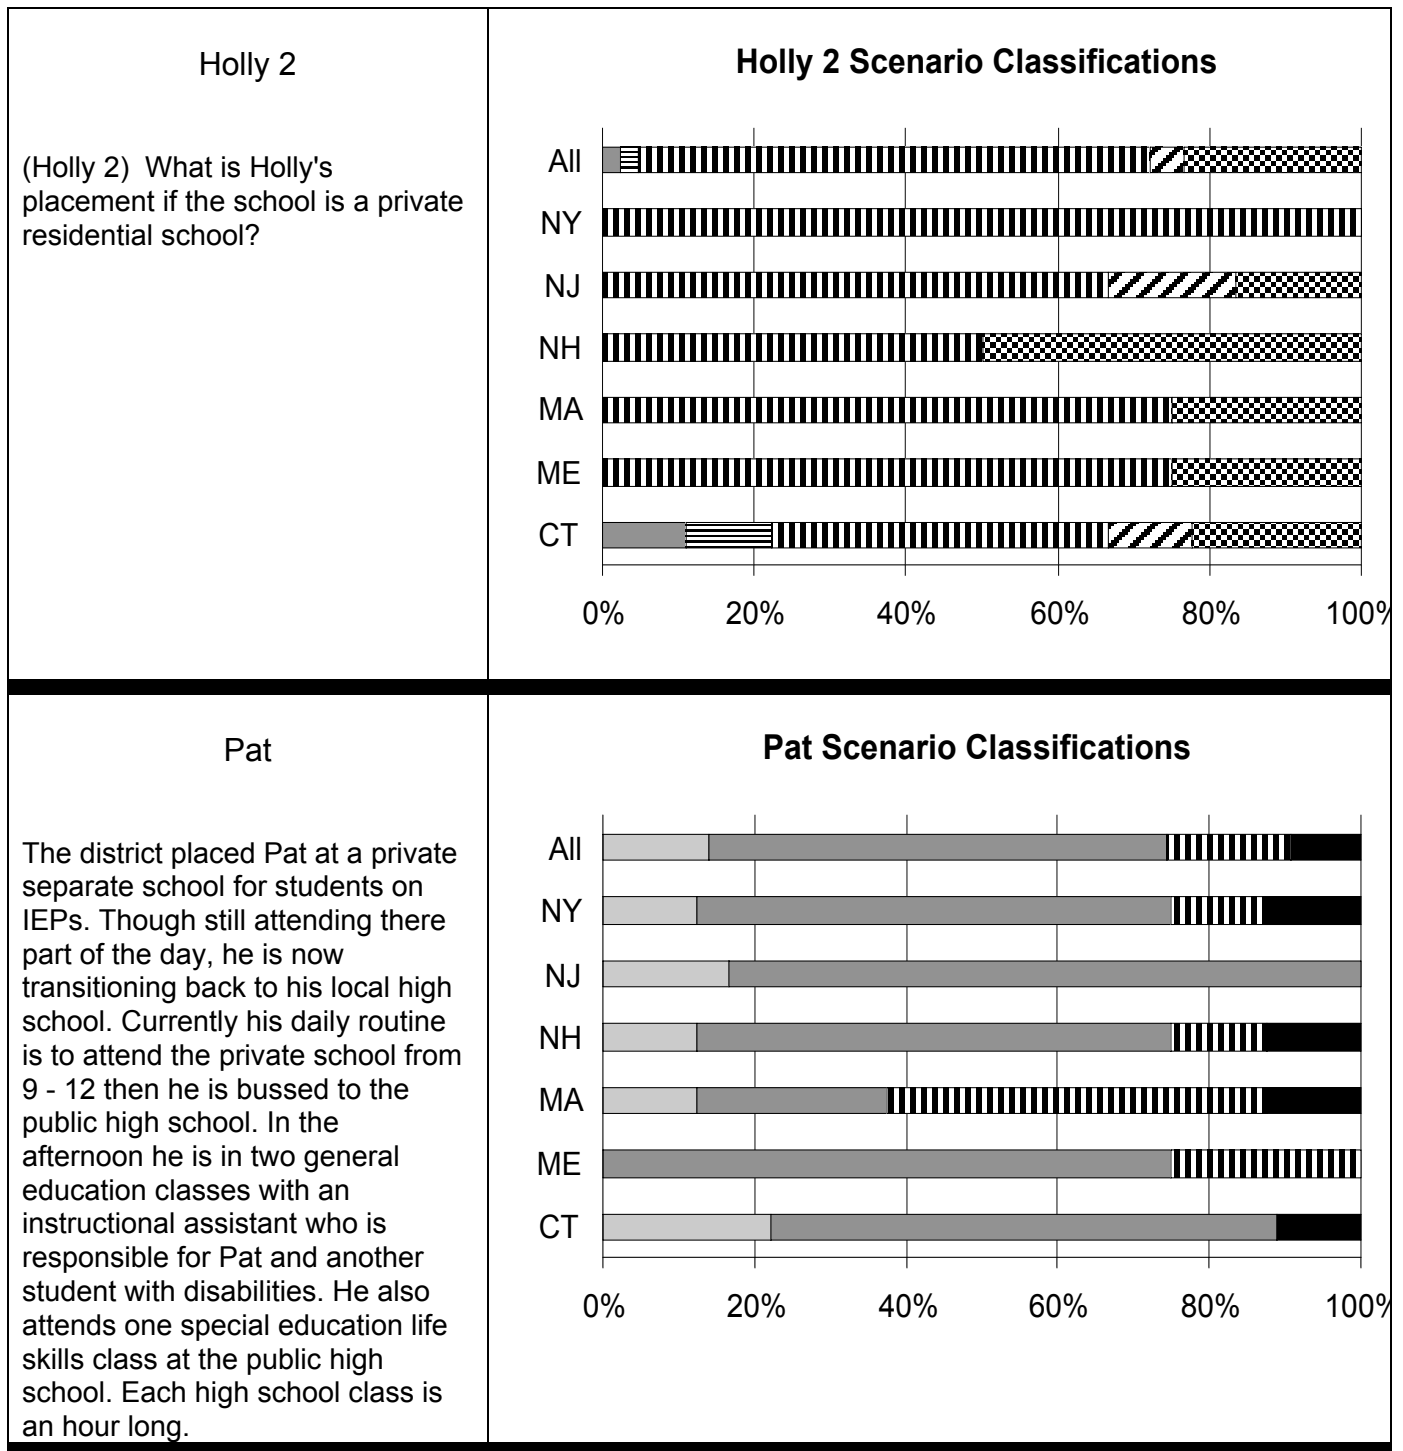 Holly 2
(Holly 2) What is Holly's
placement if the school is a private
residential school?
Holly 2 Scenario Classifications
All
NY
NJ
NH
MA
ME
CT
0% 20% 40% 60% 80% 100%
Pat
The district placed Pat at a private
separate school for students on
IEPs. Though still attending there
part of the day, he is now
transitioning back to his local high
school. Currently his daily routine
is to attend the private school from
9 - 12 then he is bussed to the
public high school. In the
afternoon he is in two general
education classes with an
instructional assistant who is
responsible for Pat and another
student with disabilities. He also
attends one special education life
skills class at the public high
school. Each high school class is
an hour long.
Pat Scenario Classifications
All
NY
NJ
NH
MA
ME
CT
0% 20% 40% 60% 80% 100%